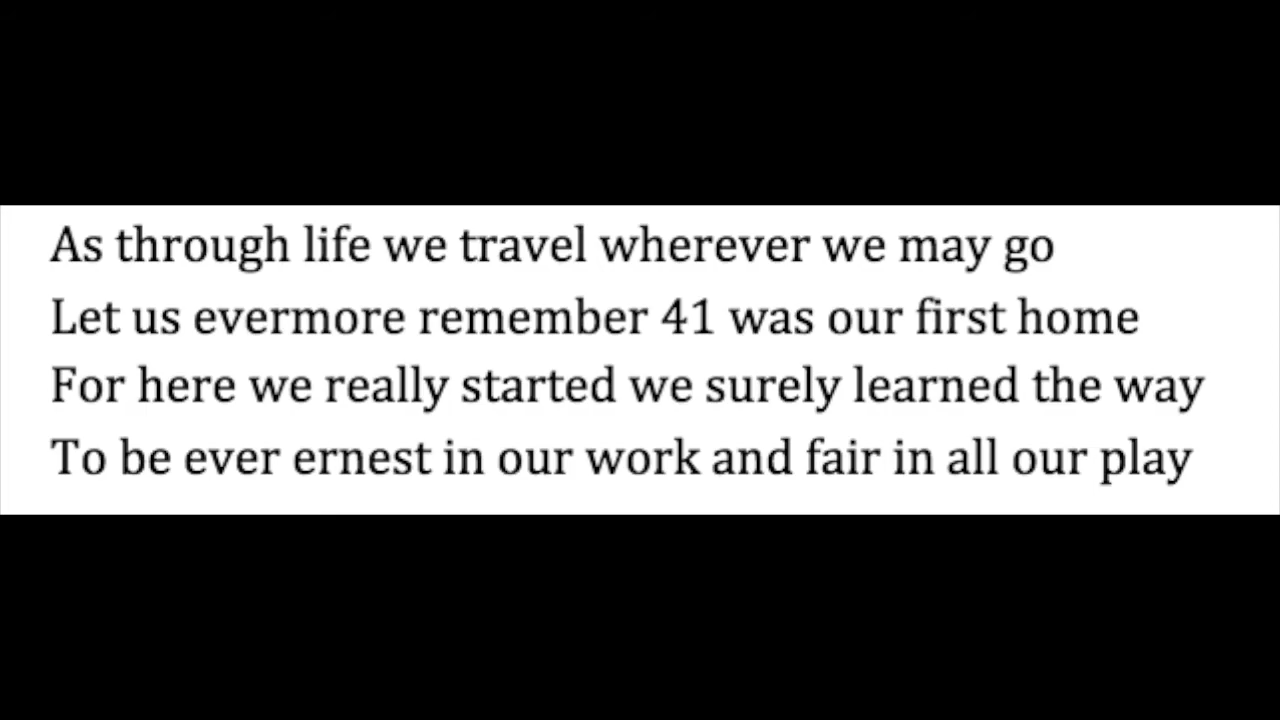 As through life we travel wherever we may go
Let us evermore remember 41 was our first home
For here we really started we surely learned the way
To be ever ernest in our work and fair in all our play